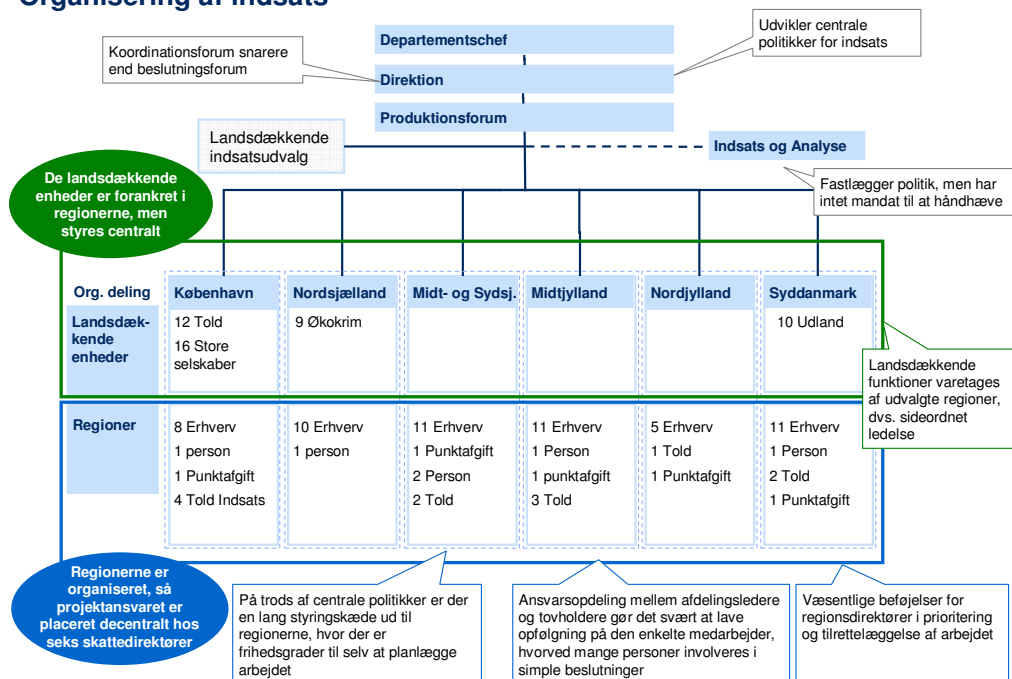 Organisering af indsats
Koordinationsforum snarere
end beslutningsforum
Departementschef
Direktion
Produktionsforum
Udvikler centrale
politikker for indsats
Landsdækkende
indsatsudvalg
Indsats og Analyse
Fastlægger politik, men har
intet mandat til at håndhæve
De landsdækkende
enheder er forankret i
regionerne, men
styres centralt
Org. deling
København
Nordsjælland
Midt- og Sydsj.
Midtjylland
Nordjylland
Syddanmark
Landsdæk-
kende
enheder
12 Told
16 Store
selskaber
9 Økokrim
10 Udland
Landsdækkende
funktioner varetages
af udvalgte regioner,
dvs. sideordnet
ledelse
Regioner
8 Erhverv
1 person
1 Punktafgift
4 Told Indsats
10 Erhverv
1 person
11 Erhverv
1 Punktafgift
2 Person
2 Told
11 Erhverv
1 Person
1 punktafgift
3 Told
5 Erhverv
1 Told
1 Punktafgift
11 Erhverv
1 Person
2 Told
1 Punktafgift
Regionerne er
organiseret, så
projektansvaret er
placeret decentralt hos
seks skattedirektører
På trods af centrale politikker er der
en lang styringskæde ud til
regionerne, hvor der er
frihedsgrader til selv at planlægge
arbejdet
Ansvarsopdeling mellem afdelingsledere
og tovholdere gør det svært at lave
opfølgning på den enkelte medarbejder,
hvorved mange personer involveres i
simple beslutninger
Væsentlige beføjelser for
regionsdirektører i prioritering
og tilrettelæggelse af arbejdet